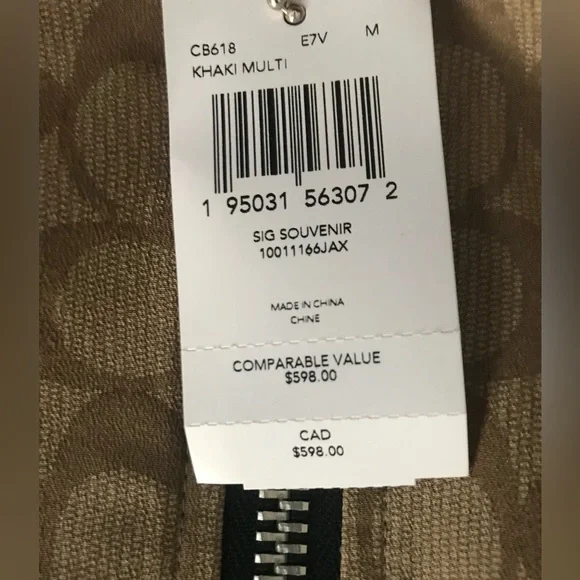 CB618 E7V M
KHAKI MULTI
1 95031 56307 2
SIG SOUVENIR
10011166JAX
MADE IN CHINA
CHINE
COMPARABLE VALUE
$598.00
CAD
$598.00